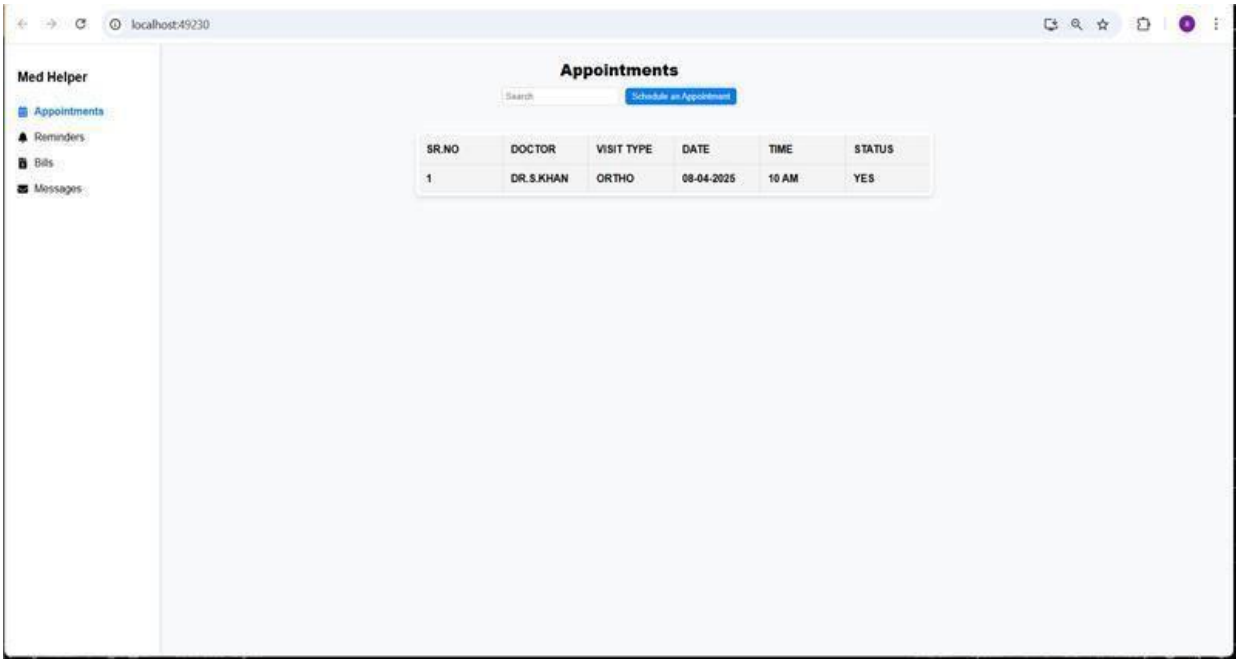 localhost:49230
Med Helper
Appointments
Reminders
Bills
Messages
Appointments
Search
Schedule an Appointment
SR.NO DOCTOR VISIT TYPE DATE TIME STATUS
1 DR.S.KHAN ORTHO 08-04-2025 10 AM YES